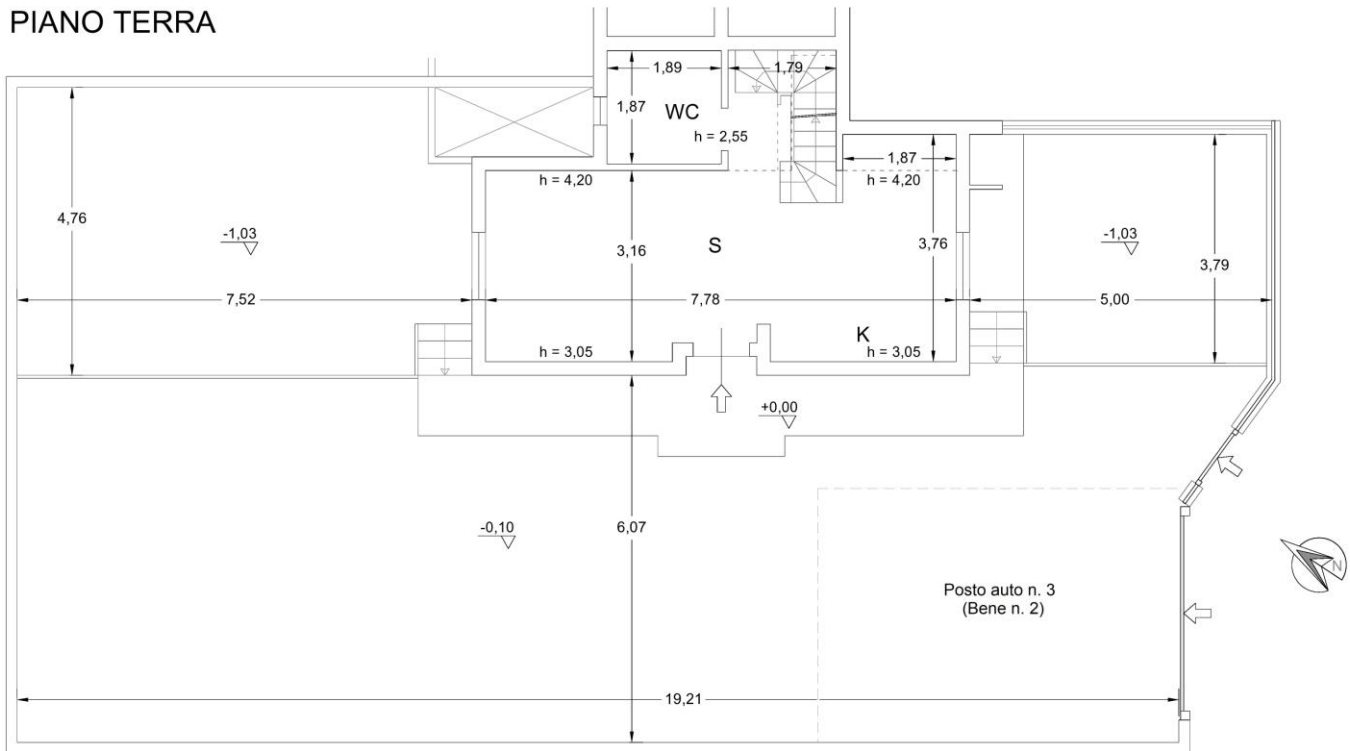 PIANO TERRA
1,89
1,79
1,87
WC
h = 2,55
1,87
h = 4,20
h = 4,20
4,76
-1,03
3,16
S
3,76
-1,03
3,79
7,52
7,78
5,00
K
h = 3,05
h = 3,05
+0,00
-0,10
6,07
N
Posto auto n. 3
(Bene n. 2)
19,21